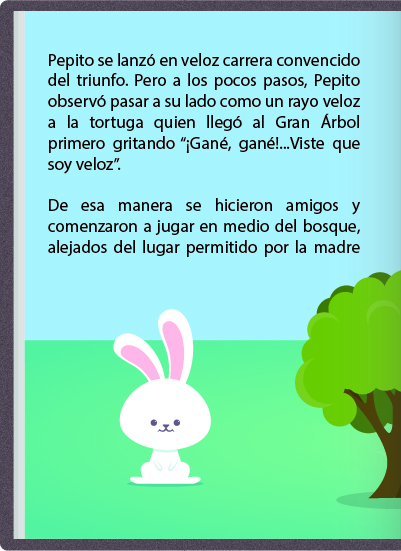 Pepito se lanzó en veloz carrera convencido
del triunfo. Pero a los pocos pasos, Pepito
observó pasar a su lado como un rayo veloz
a la tortuga quien llegó al Gran Árbol
primero gritando “¡Gané, gané!...Viste que
soy veloz”.
De esa manera se hicieron amigos y
comenzaron a jugar en medio del bosque,
alejados del lugar permitido por la madre